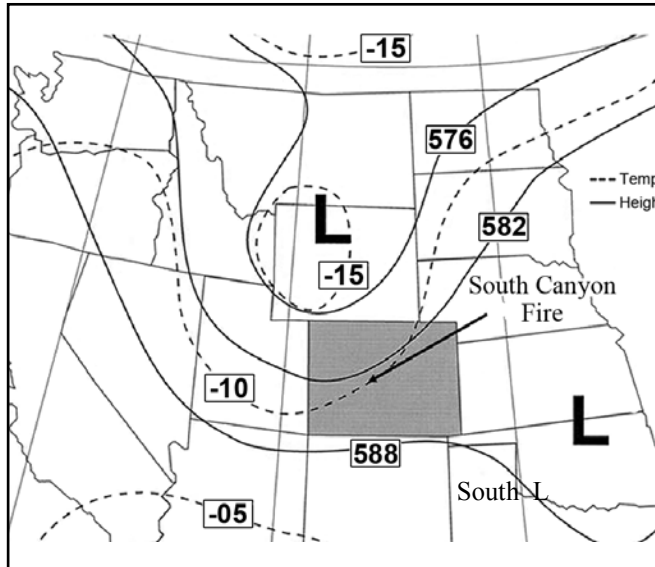 -15
576
--- Temp
— Heigh
582
L
-15
South Canyon
Fire
-10
L
588
South L
-05